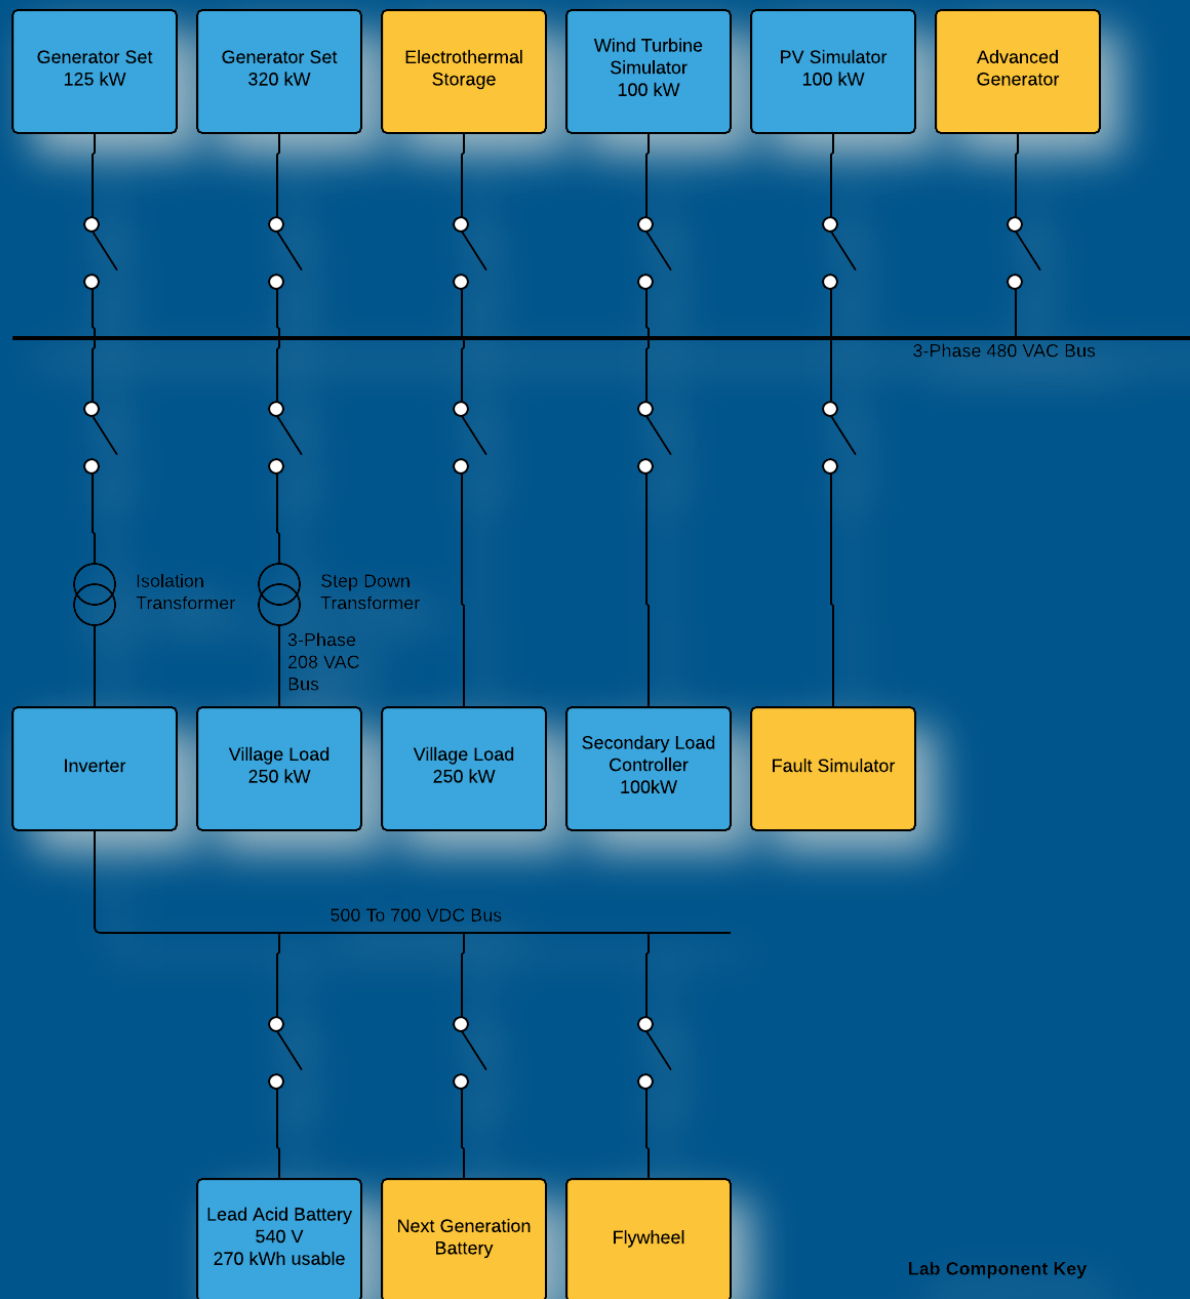 Generator Set
125 kW
Generator Set
320 kW
Electrothermal
Storage
Wind Turbine
Simulator
100 kW
PV Simulator
100 kW
Advanced
Generator
3-Phase 480 VAC Bus
Isolation
Transformer
Step Down
Transformer
3-Phase
208 VAC
Bus
Inverter
Village Load
250 kW
Village Load
250 kW
Secondary Load
Controller
100kW
Fault Simulator
500 To 700 VDC Bus
Lead Acid Battery
540 V
270 kWh usable
Next Generation
Battery
Flywheel
Lab Component Key